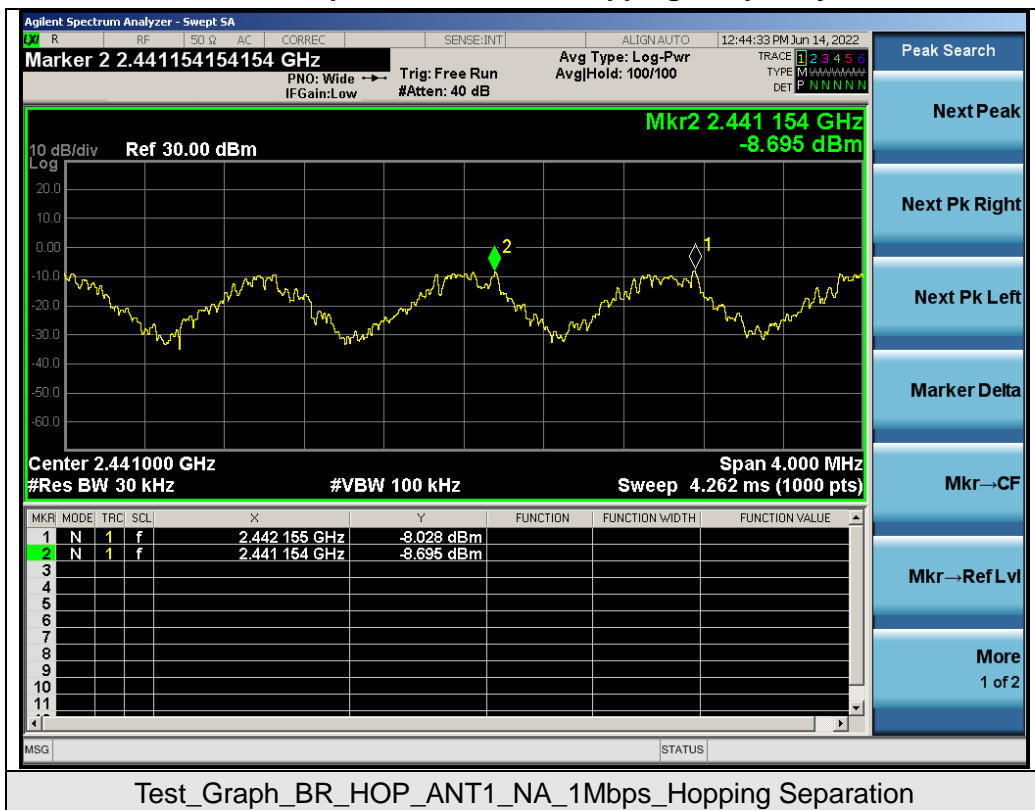 Agilent Spectrum Analyzer - Swept SA
LXI R RF 50 Ω AC CORREC SENSE:INT ALIGN AUTO 12:44:33 PM Jun 14, 2022
Marker 2 2.441154154154 GHz
PNO: Wide
IFGain:Low
Trig: Free Run
#Atten: 40 dB
Avg Type: Log-Pwr
Avg|Hold: 100/100
TRACE 1 2 3 4 5 6
TYPE M WWWWW
DET P N N N N N
Peak Search
Next Peak
Next Pk Right
Next Pk Left
Marker Delta
Mkr→CF
Mkr→Ref Lvl
More
1 of 2
Mkr2 2.441 154 GHz
-8.695 dBm
10 dB/div Ref 30.00 dBm
Log
20.0
10.0
0.00
-10.0
-20.0
-30.0
-40.0
-50.0
-60.0
2
1
Center 2.441000 GHz Span 4.000 MHz
#Res BW 30 kHz #VBW 100 kHz Sweep 4.262 ms (1000 pts)
MKR MODE TRC SCL X Y FUNCTION FUNCTION WIDTH FUNCTION VALUE
1 N 1 f 2.442 155 GHz -8.028 dBm
2 N 1 f 2.441 154 GHz -8.695 dBm
3
4
5
6
7
8
9
10
11
MSG STATUS
Test_Graph_BR_HOP_ANT1_NA_1Mbps_Hopping Separation